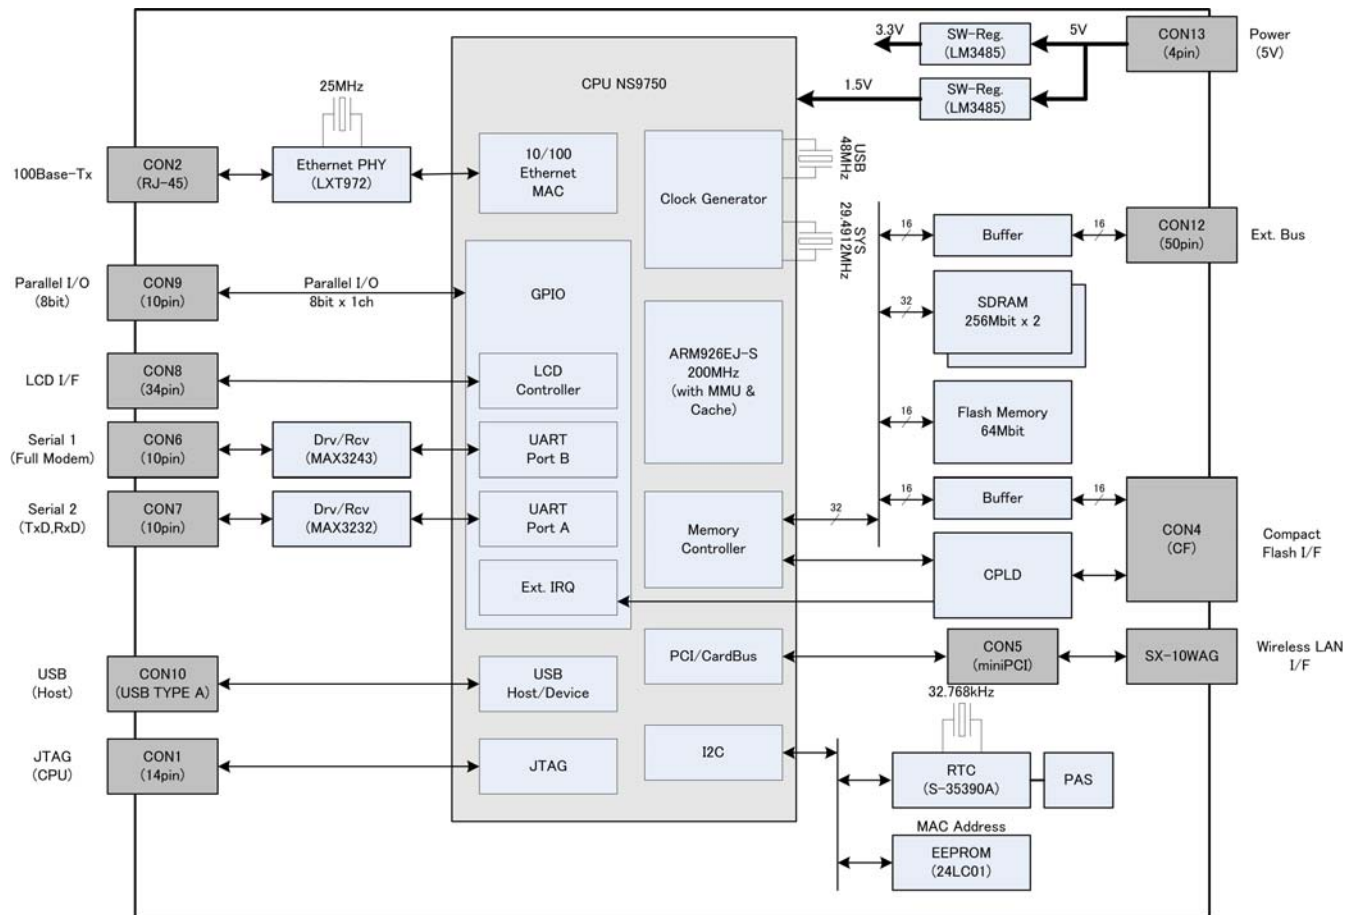 3.3V
SW-Reg.
(LM3485)
5V
CON13
(4pin)
Power
(5V)
1.5V
SW-Reg.
(LM3485)
CPU NS9750
25MHz
100Base-Tx
CON2
(RJ-45)
Ethernet PHY
(LXT972)
10/100
Ethernet
MAC
Clock Generator
USB
48MHz
SYS
29.4912MHz
16
Buffer
16
CON12
(50pin)
Ext. Bus
Parallel I/O
(8bit)
CON9
(10pin)
Parallel I/O
8bit x 1ch
GPIO
32
SDRAM
256Mbit x 2
LCD I/F
CON8
(34pin)
LCD
Controller
ARM926EJ-S
200MHz
(with MMU &
Cache)
16
Flash Memory
64Mbit
Serial 1
(Full Modem)
CON6
(10pin)
Drv/Rcv
(MAX3243)
UART
Port B
Serial 2
(TxD,RxD)
CON7
(10pin)
Drv/Rcv
(MAX3232)
UART
Port A
Memory
Controller
32
16
Buffer
16
CON4
(CF)
Compact
Flash I/F
CPLD
Ext. IRQ
PCI/CardBus
CON5
(miniPCI)
SX-10WAG
Wireless LAN
I/F
USB
(Host)
CON10
(USB TYPE A)
USB
Host/Device
32.768kHz
JTAG
(CPU)
CON1
(14pin)
JTAG
I2C
RTC
(S-35390A)
PAS
MAC Address
EEPROM
(24LC01)